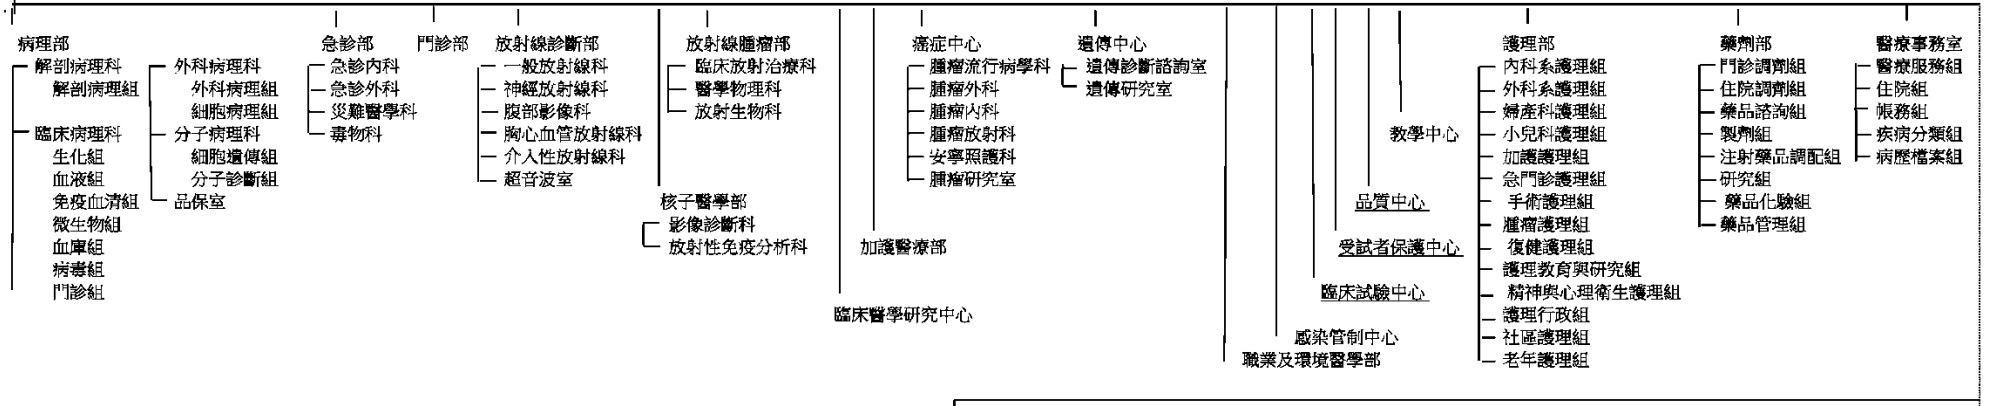 病理部
解剖病理科
解剖病理組
臨床病理科
生化組
血液組
免疫血清組
微生物組
血庫組
病毒組
門診組
外科病理科
外科病理組
細胞病理組
分子病理科
細胞遺傳組
分子診斷組
品保室
急診部
急診內科
急診外科
災難醫學科
毒物科
門診部
放射線診斷部
一般放射線科
神經放射線科
腹部影像科
胸心血管放射線科
介入性放射線科
超音波室
核子醫學部
影像診斷科
放射性免疫分析科
放射線腫瘤部
臨床放射治療科
醫學物理科
放射生物科
臨床醫學研究中心
加護醫療部
癌症中心
腫瘤流行病學科
腫瘤外科
腫瘤內科
腫瘤放射科
安寧照護科
腫瘤研究室
遺傳中心
遺傳診斷諮詢室
遺傳研究室
職業及環境醫學部
感染管制中心
臨床試驗中心
受試者保護中心
品質中心
教學中心
護理部
內科系護理組
外科系護理組
婦產科護理組
小兒科護理組
加護護理組
急門診護理組
手術護理組
腫瘤護理組
復健護理組
護理教育與研究組
精神與心理衛生護理組
護理行政組
社區護理組
老年護理組
藥劑部
門診調劑組
住院調劑組
藥品諮詢組
製劑組
注射藥品調配組
研究組
藥品化驗組
藥品管理組
醫療事務室
醫療服務組
住院組
帳務組
疾病分類組
病歷檔案組